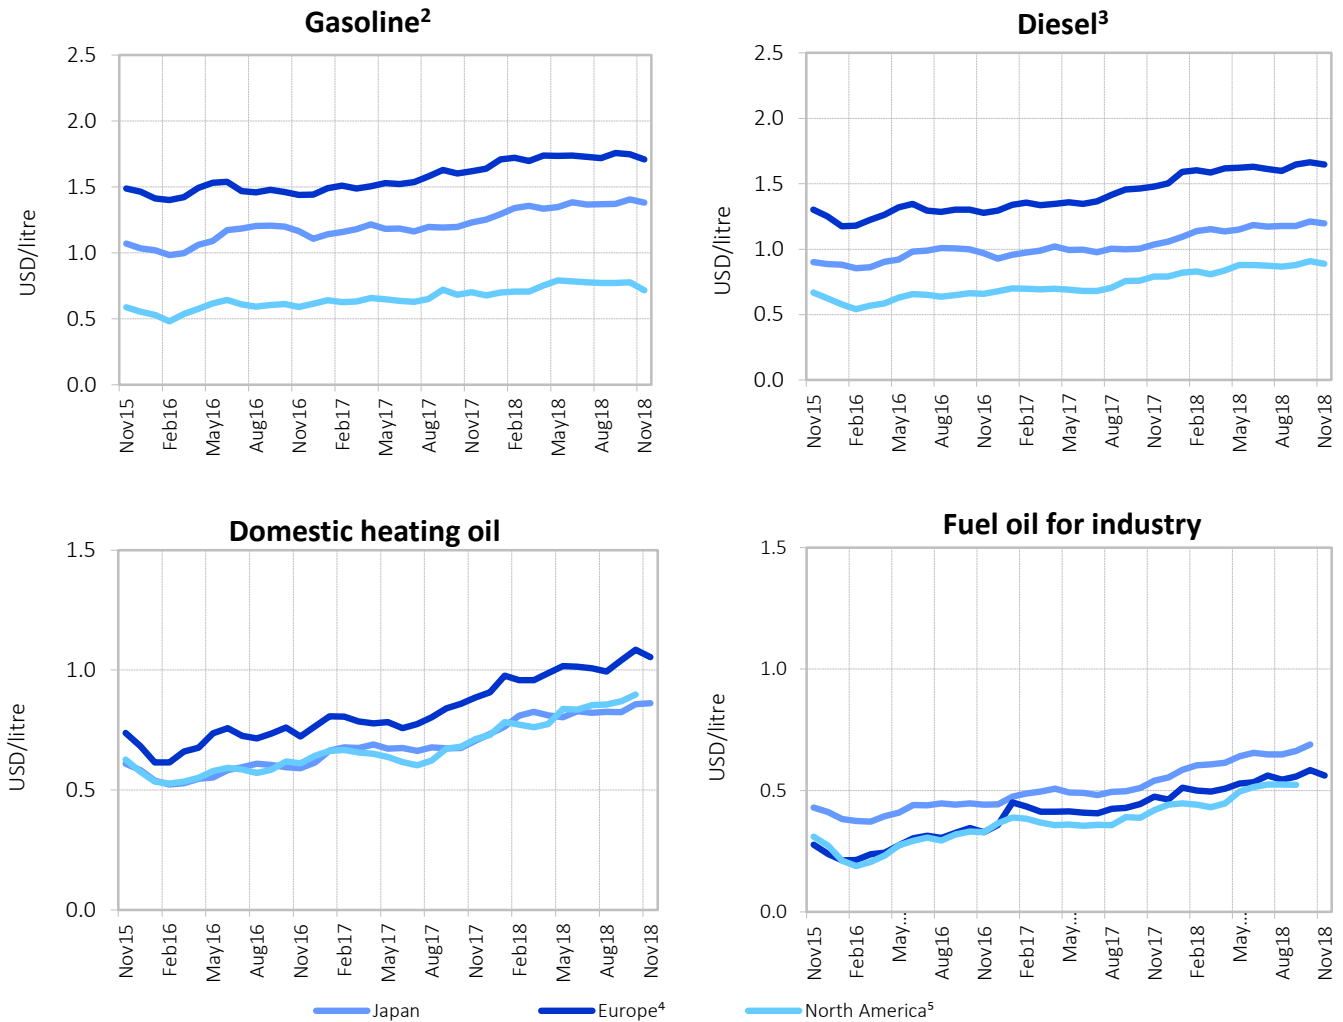 Gasoline²
2.5
2.0
1.5
1.0
0.5
0.0
USD/litre
Nov15
Feb16
May16
Aug16
Nov16
Feb17
May17
Aug17
Nov17
Feb18
May18
Aug18
Nov18
Diesel³
2.5
2.0
1.5
1.0
0.5
0.0
USD/litre
Nov15
Feb16
May16
Aug16
Nov16
Feb17
May17
Aug17
Nov17
Feb18
May18
Aug18
Nov18
Domestic heating oil
1.5
1.0
0.5
0.0
USD/litre
Nov15
Feb16
May16
Aug16
Nov16
Feb17
May17
Aug17
Nov17
Feb18
May18
Aug18
Nov18
Fuel oil for industry
1.5
1.0
0.5
0.0
USD/litre
Nov15
Feb16
May...
Aug16
Nov16
Feb17
May...
Aug17
Nov17
Feb18
May...
Aug18
Nov18
Japan
Europe⁴
North America⁵